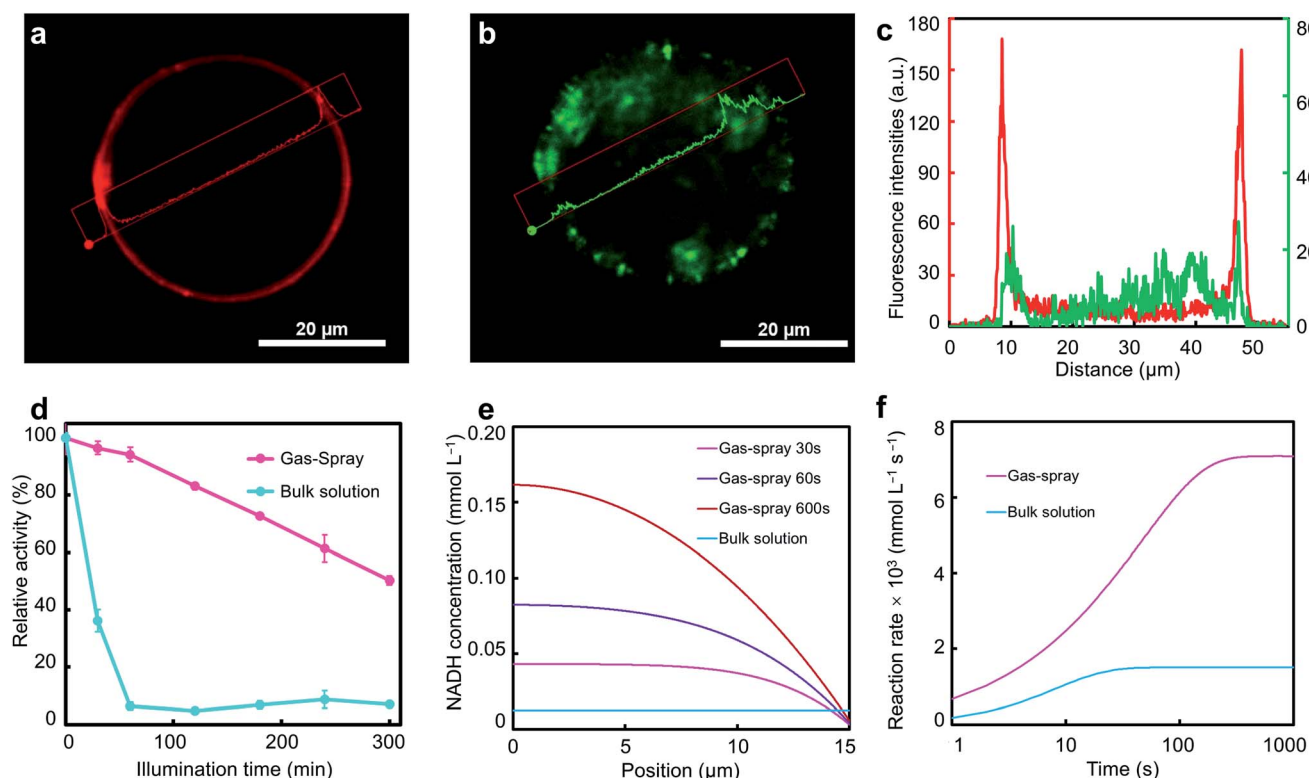 a
20 μm
b
20 μm
c
180
150
120
90
60
30
0
Fluorescence intensities (a.u.)
80
60
40
20
0
0 10 20 30 40 50
Distance (μm)
d
100
80
60
40
20
0
Relative activity (%)
Gas-Spray
Bulk solution
0 100 200 300
Illumination time (min)
e
0.20
0.15
0.10
0.05
0
NADH concentration (mmol L⁻¹)
Gas-spray 30s
Gas-spray 60s
Gas-spray 600s
Bulk solution
0 5 10 15
Position (μm)
f
8
6
4
2
0
Reaction rate × 10³ (mmol L⁻¹ s⁻¹)
Gas-spray
Bulk solution
1 10 100 1000
Time (s)